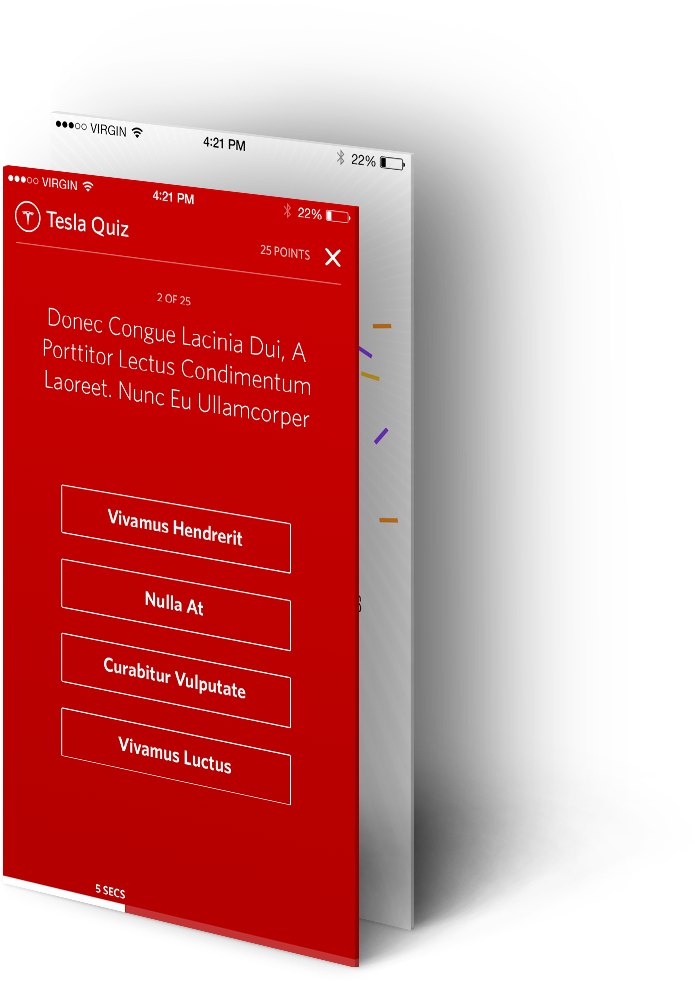 VIRGIN 4:21 PM 22%
VIRGIN 4:21 PM 22%
Tesla Quiz
25 POINTS
2 OF 25
Donec Congue Lacinia Dui, A
Porttitor Lectus Condimentum
Laoreet. Nunc Eu Ullamcorper
Vivamus Hendrerit
Nulla At
Curabitur Vulputate
Vivamus Luctus
5 SECS